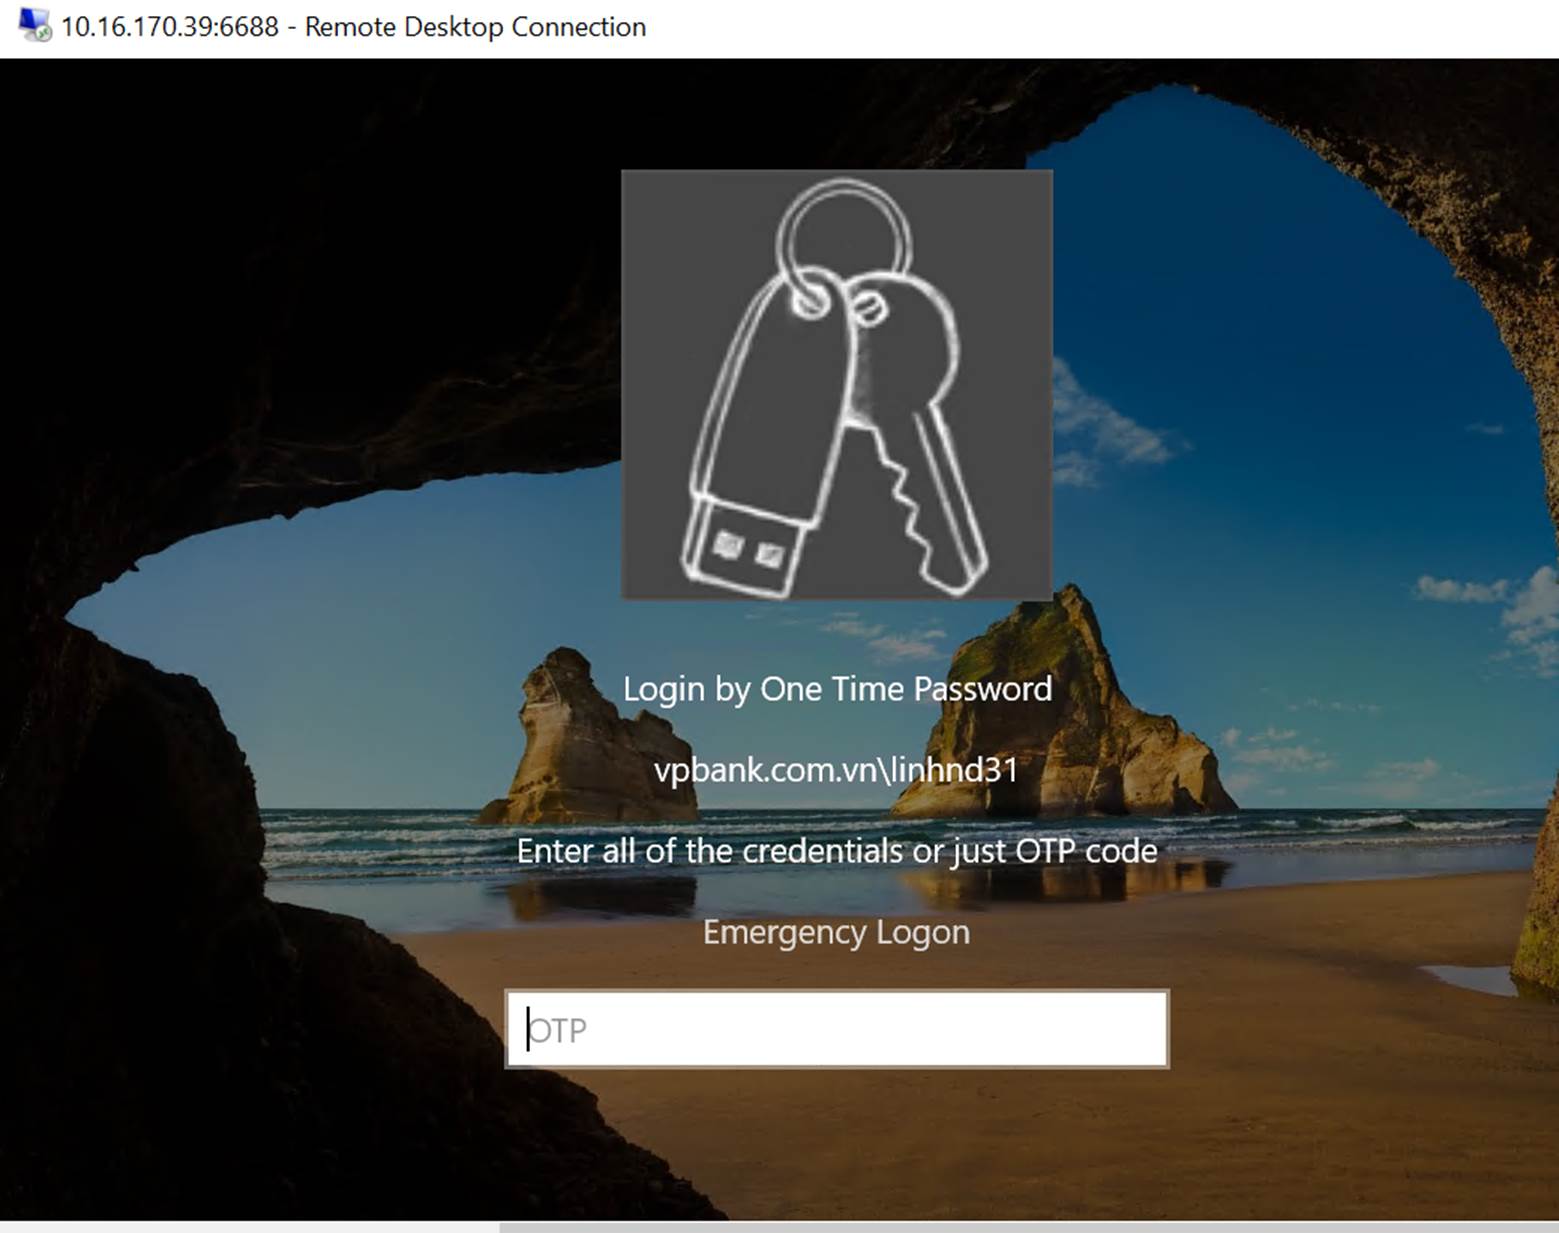 10.16.170.39:6688 - Remote Desktop Connection
Login by One Time Password
vpbank.com.vn\linhnd31
Enter all of the credentials or just OTP code
Emergency Logon
OTP